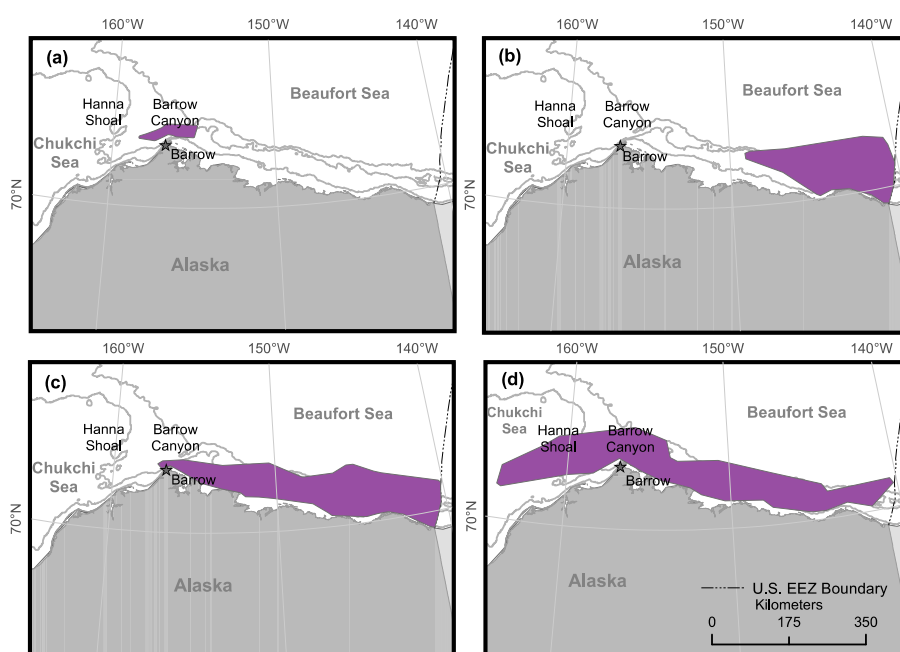 160°W
150°W
140°W
(a)
Beaufort Sea
Hanna
Shoal
Barrow
Canyon
Chukchi
Sea
Barrow
70°N
Alaska
160°W
150°W
140°W
(b)
Beaufort Sea
Hanna
Shoal
Barrow
Canyon
Chukchi
Sea
Barrow
70°N
Alaska
160°W
150°W
140°W
(c)
Beaufort Sea
Hanna
Shoal
Barrow
Canyon
Chukchi
Sea
Barrow
70°N
Alaska
160°W
150°W
140°W
(d)
Chukchi
Sea
Beaufort Sea
Hanna
Shoal
Barrow
Canyon
Barrow
70°N
Alaska
U.S. EEZ Boundary
Kilometers
0 175 350